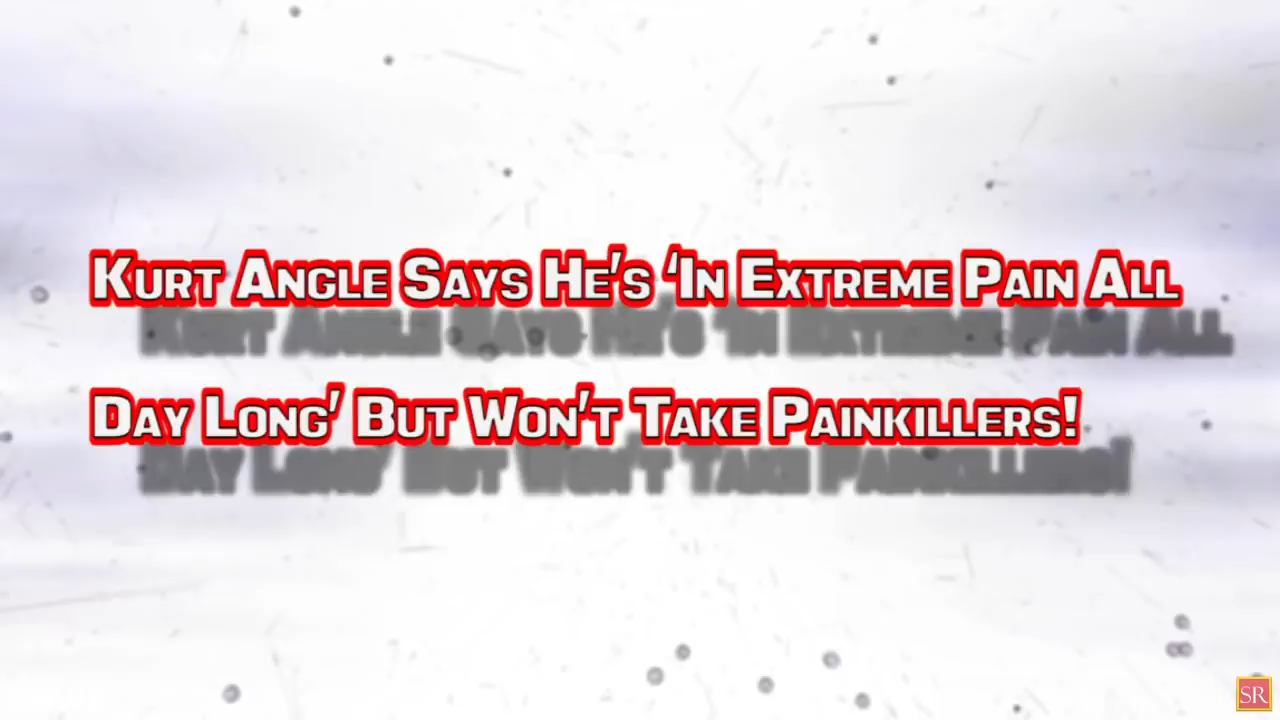 Kurt Angle Says He's 'In Extreme Pain All
Day Long' But Won't Take Painkillers!
SR